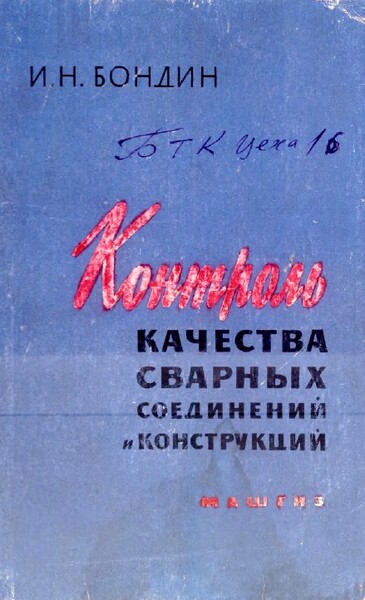 И.Н. БОНДИН
БТК цеха 16
Контроль
КАЧЕСТВА
СВАРНЫХ
СОЕДИНЕНИЙ
и КОНСТРУКЦИЙ
МАШГИЗ